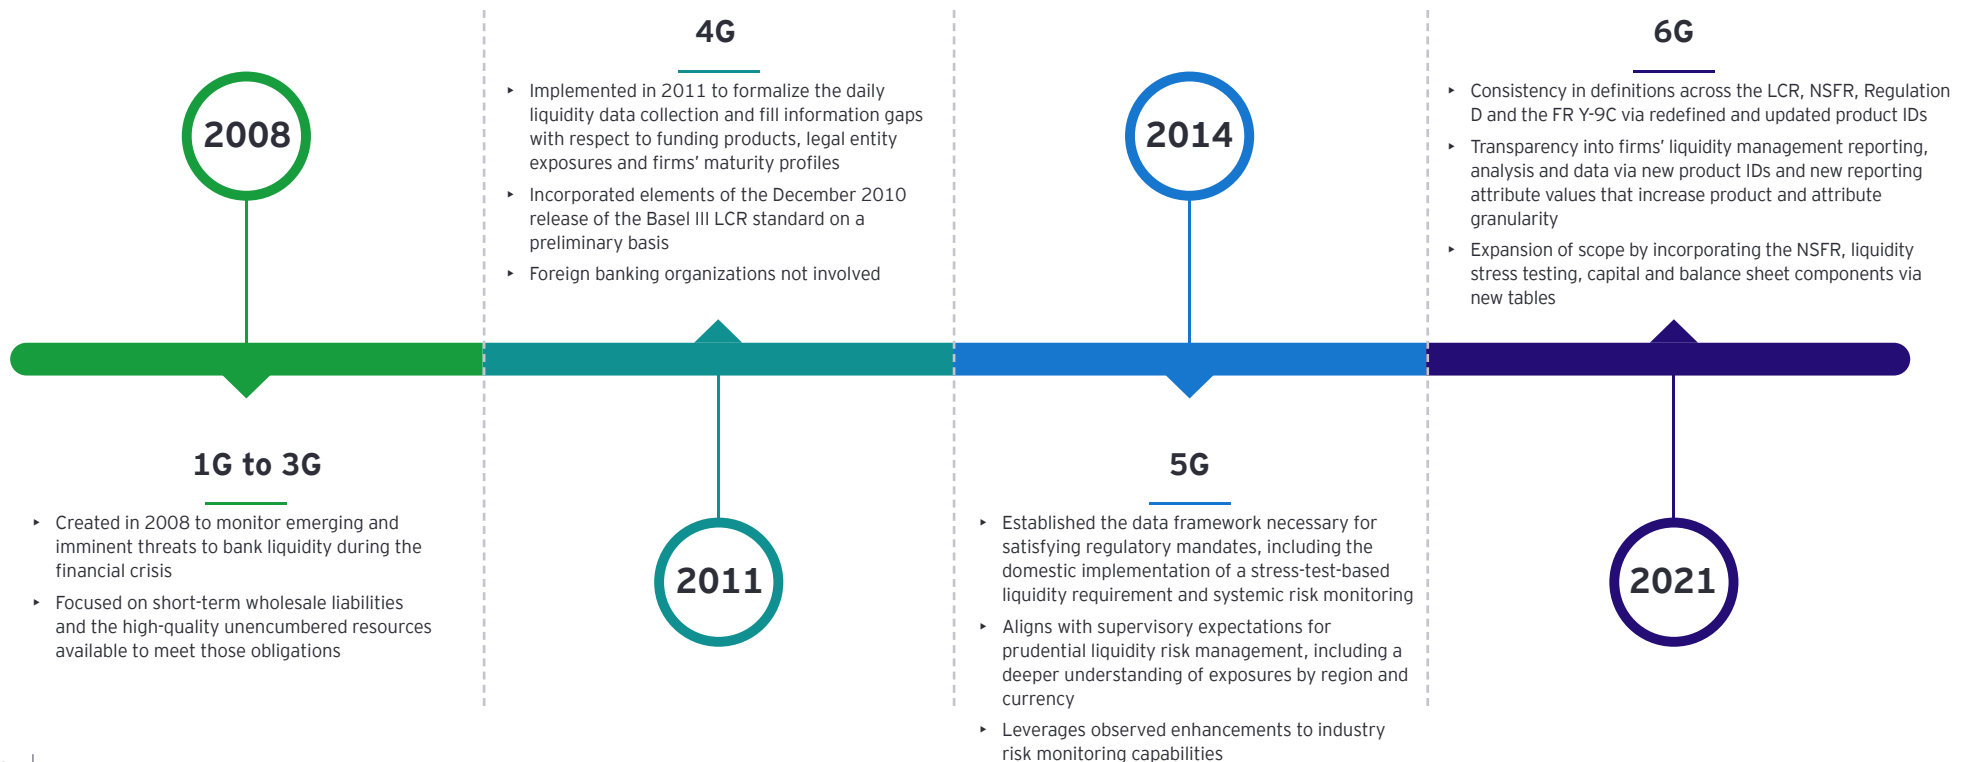 2008
1G to 3G
▸ Created in 2008 to monitor emerging and
imminent threats to bank liquidity during the
financial crisis
▸ Focused on short-term wholesale liabilities
and the high-quality unencumbered resources
available to meet those obligations
4G
▸ Implemented in 2011 to formalize the daily
liquidity data collection and fill information gaps
with respect to funding products, legal entity
exposures and firms’ maturity profiles
▸ Incorporated elements of the December 2010
release of the Basel III LCR standard on a
preliminary basis
▸ Foreign banking organizations not involved
2011
2014
5G
▸ Established the data framework necessary for
satisfying regulatory mandates, including the
domestic implementation of a stress-test-based
liquidity requirement and systemic risk monitoring
▸ Aligns with supervisory expectations for
prudential liquidity risk management, including a
deeper understanding of exposures by region and
currency
▸ Leverages observed enhancements to industry
risk monitoring capabilities
6G
▸ Consistency in definitions across the LCR, NSFR, Regulation
D and the FR Y-9C via redefined and updated product IDs
▸ Transparency into firms’ liquidity management reporting,
analysis and data via new product IDs and new reporting
attribute values that increase product and attribute
granularity
▸ Expansion of scope by incorporating the NSFR, liquidity
stress testing, capital and balance sheet components via
new tables
2021